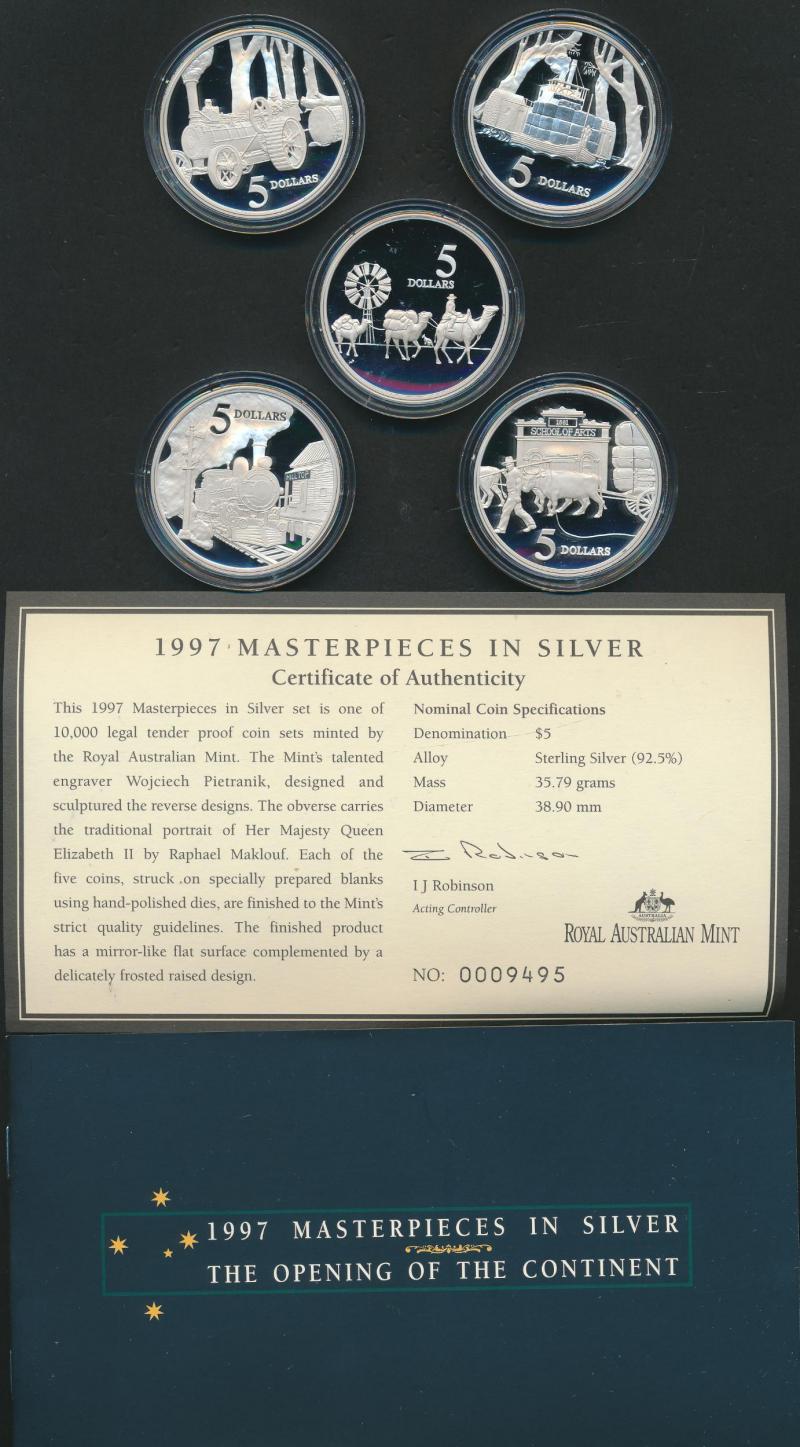 5 DOLLARS
5 DOLLARS
5
DOLLARS
5 DOLLARS
HILL TOP
1861
SCHOOL OF ARTS
5 DOLLARS
1997 MASTERPIECES IN SILVER
Certificate of Authenticity
This 1997 Masterpieces in Silver set is one of
10,000 legal tender proof coin sets minted by
the Royal Australian Mint. The Mint's talented
engraver Wojciech Pietranik, designed and
sculptured the reverse designs. The obverse carries
the traditional portrait of Her Majesty Queen
Elizabeth II by Raphael Maklouf. Each of the
five coins, struck on specially prepared blanks
using hand-polished dies, are finished to the Mint's
strict quality guidelines. The finished product
has a mirror-like flat surface complemented by a
delicately frosted raised design.
Nominal Coin Specifications
Denomination $5
Alloy Sterling Silver (92.5%)
Mass 35.79 grams
Diameter 38.90 mm
I Robinson
I J Robinson
Acting Controller
AUSTRALIA
ROYAL AUSTRALIAN MINT
NO: 0009495
1997 MASTERPIECES IN SILVER
THE OPENING OF THE CONTINENT